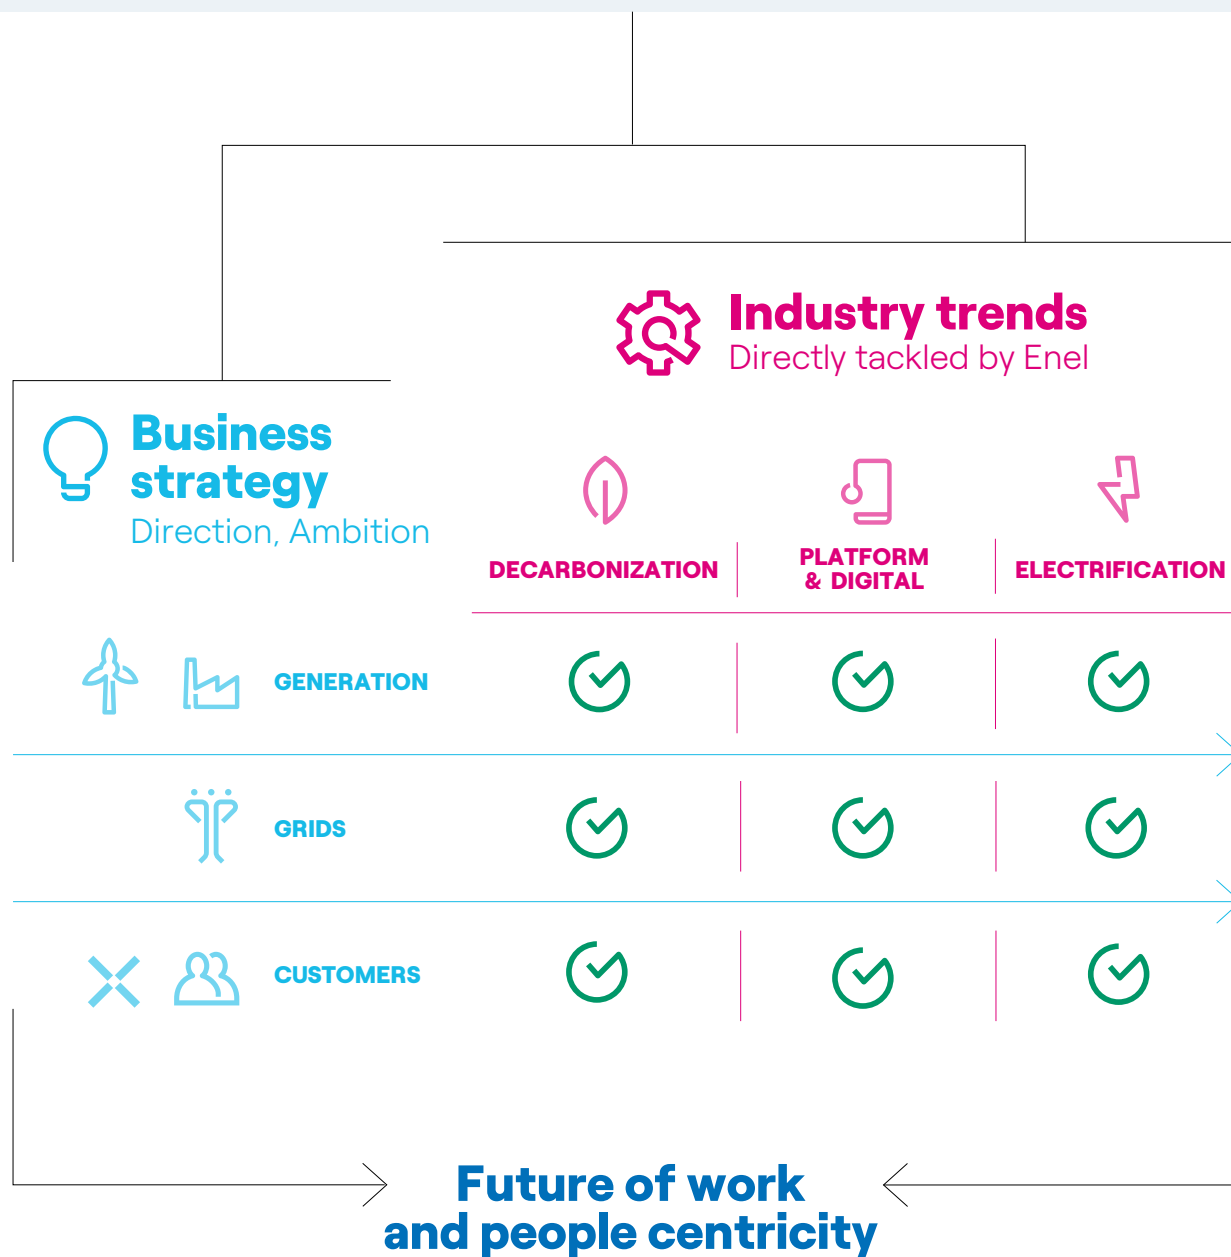 Industry trends
Directly tackled by Enel
Business
strategy
Direction, Ambition
DECARBONIZATION
PLATFORM
& DIGITAL
ELECTRIFICATION
GENERATION
GRIDS
CUSTOMERS
Future of work
and people centricity